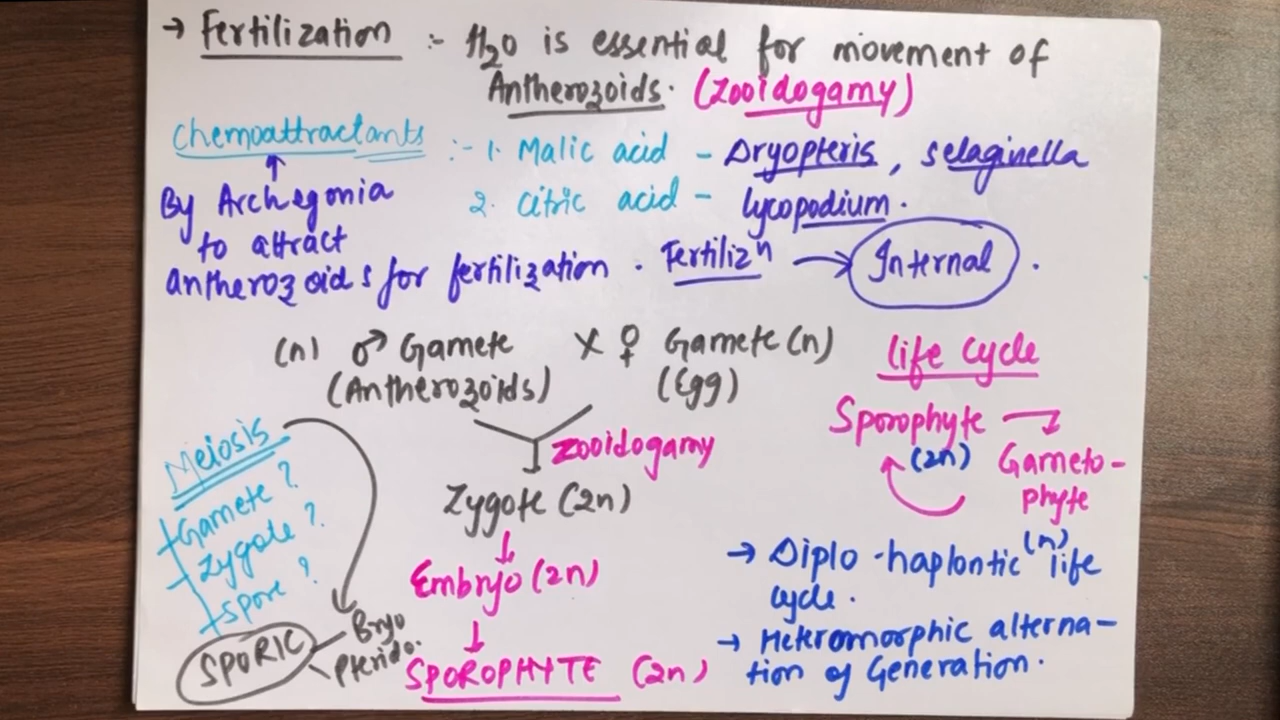 → Fertilization :- H2O is essential for movement of
Antherozoids. (Zooidogamy)
Chemoattractants :- 1. Malic acid - Dryopteris, Selaginella
2. Citric acid - Lycopodium.
↑
By Archegonia
to attract
Antherozoids for fertilization. Fertilizn → Internal.
(n) ♂ Gamete × ♀ Gamete (n)
(Antherozoids) (Egg)
Zooidogamy
Zygote (2n)
↓
Embryo (2n)
↓
SPOROPHYTE (2n)
Meiosis
Gamete ?
Zygote ?
Spore ?
SPORIC
Bryo
Pterido.
Life Cycle
Sporophyte
(2n)
Gameto-
phyte
(n)
→ Diplo-haplontic life
cycle.
→ Heteromorphic alterna-
tion of Generation.